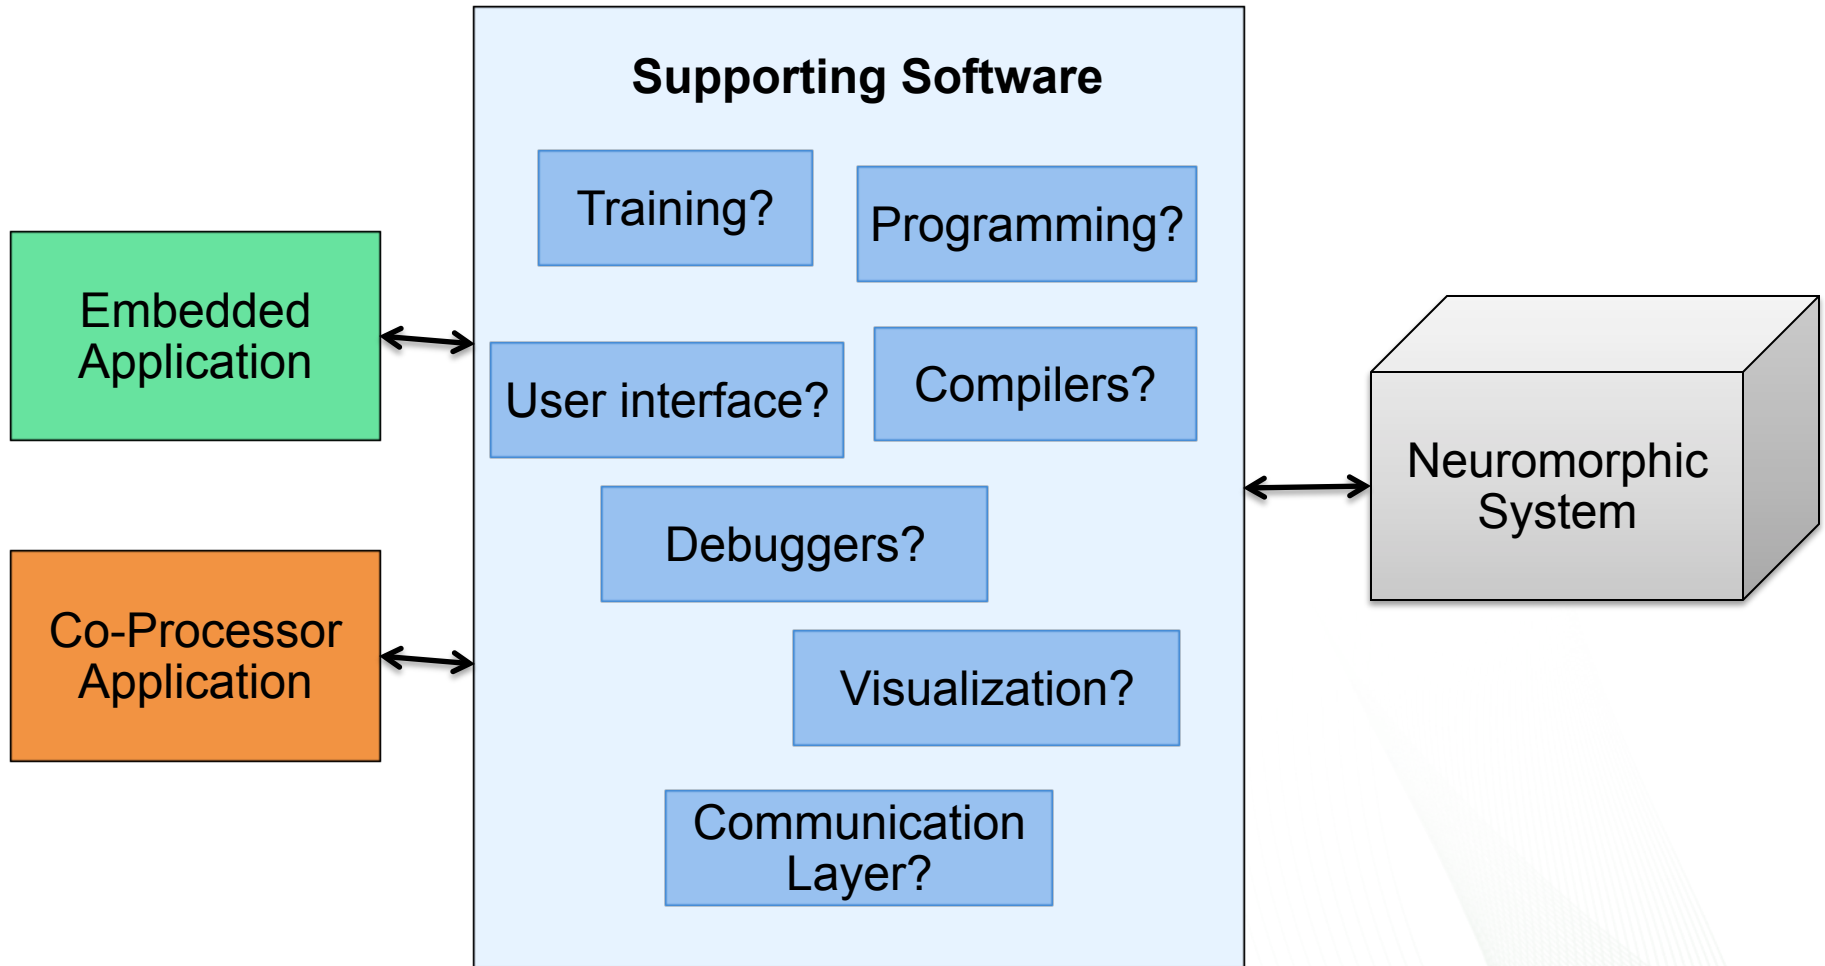 Supporting Software
Training?
Programming?
Embedded
Application
User interface?
Compilers?
Neuromorphic
System
Debuggers?
Co-Processor
Application
Visualization?
Communication
Layer?